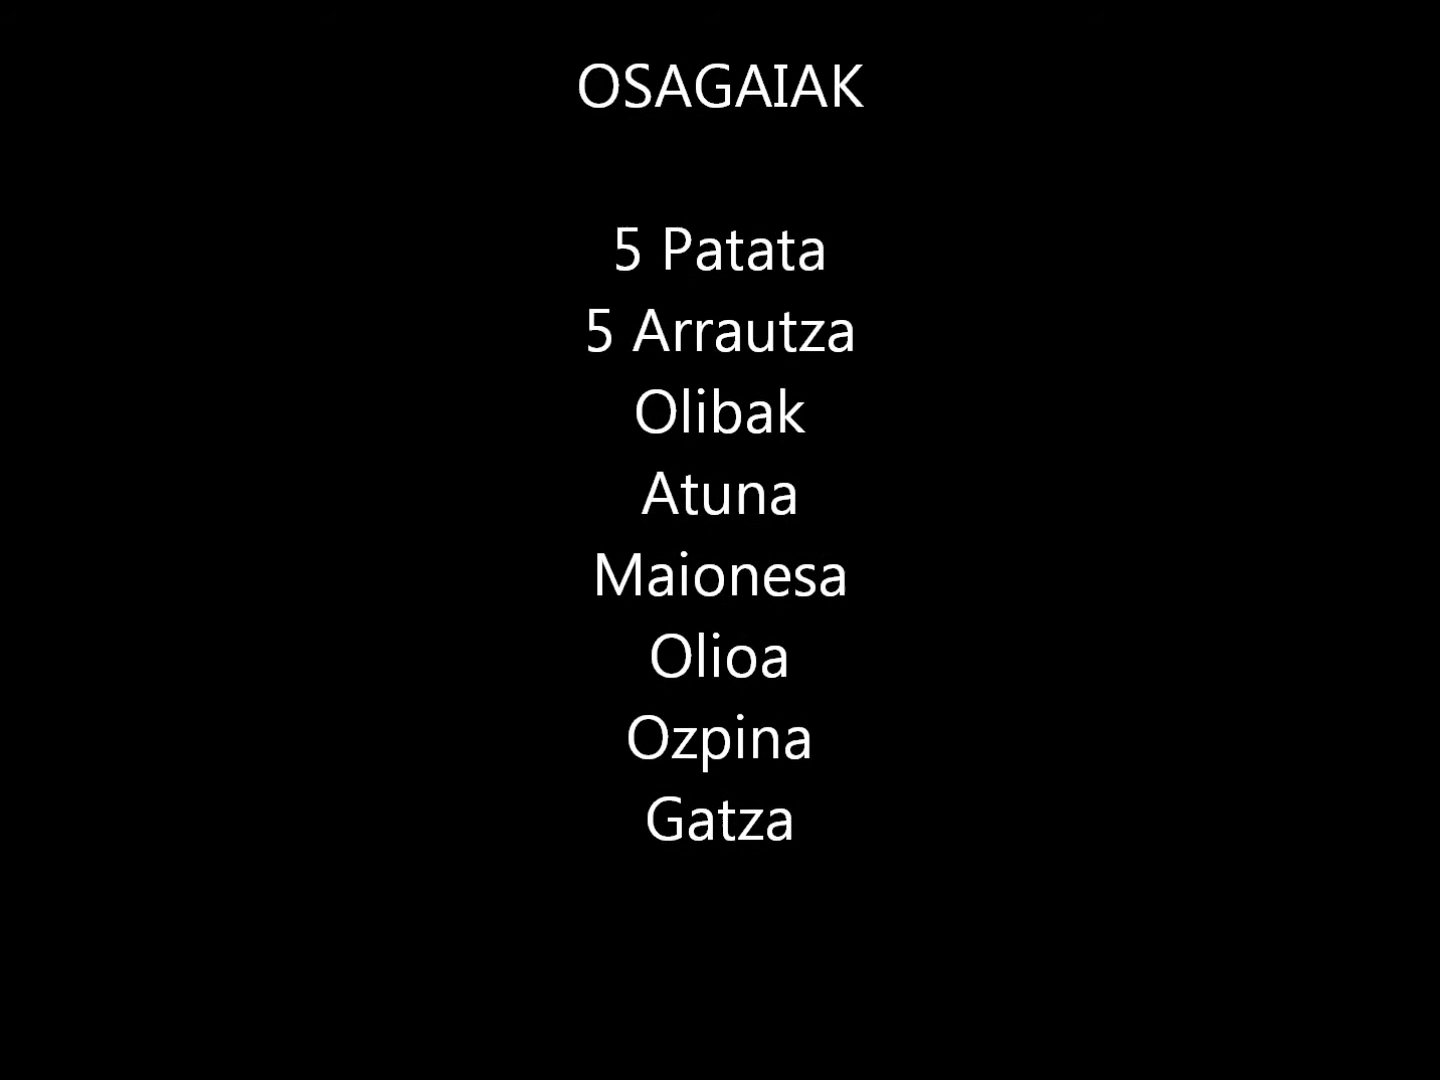 OSAGAIAK
5 Patata
5 Arrautza
Olibak
Atuna
Maionesa
Olioa
Ozpina
Gatza